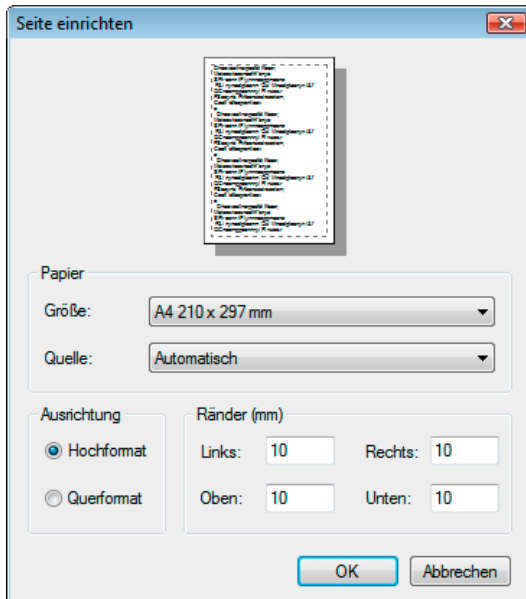 Seite einrichten
Papier
Größe: A4 210 x 297 mm
Quelle: Automatisch
Ausrichtung
Hochformat
Querformat
Ränder (mm)
Links: 10 Rechts: 10
Oben: 10 Unten: 10
OK Abbrechen